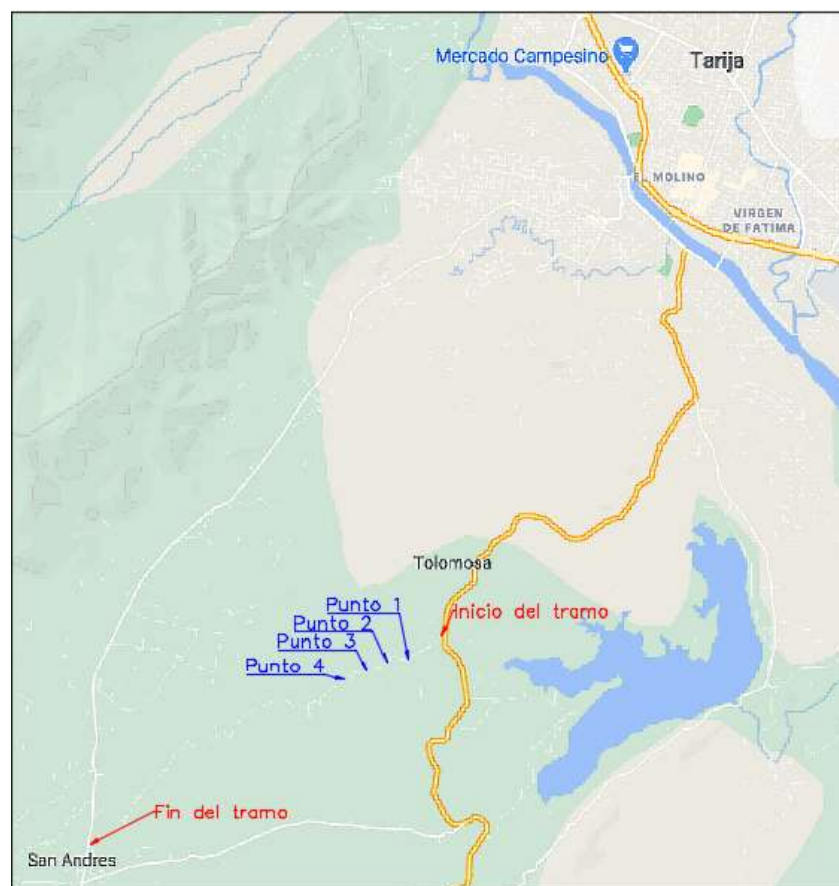 Mercado Campesino
Tarija
EL MOLINO
VIRGEN
DE FATIMA
Tolomosa
Punto 1
Inicio del tramo
Punto 2
Punto 3
Punto 4
Fin del tramo
San Andres